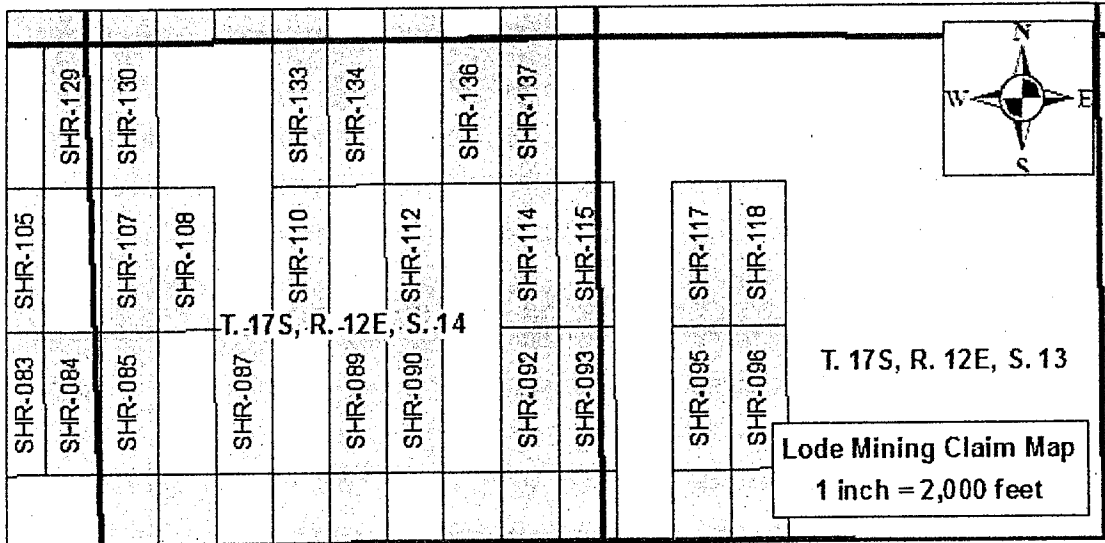 N
W E
S
SHR-129 SHR-130 SHR-133 SHR-134 SHR-136 SHR-137
SHR-105 SHR-107 SHR-108 SHR-110 SHR-112 SHR-114 SHR-115 SHR-117 SHR-118
T. 17S, R. 12E, S. 14
SHR-083 SHR-084 SHR-085 SHR-087 SHR-089 SHR-090 SHR-092 SHR-093 SHR-095 SHR-096
T. 17S, R. 12E, S. 13
Lode Mining Claim Map
1 inch = 2,000 feet